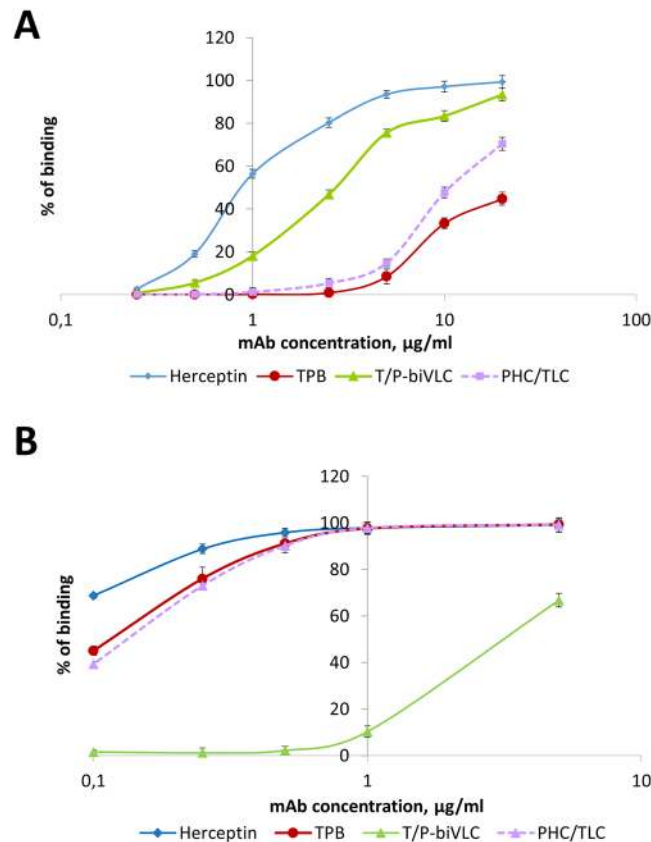 A
120
100
80
60
40
20
0
% of binding
0,1 1 10 100
mAb concentration, µg/ml
Herceptin TPB T/P-biVLC PHC/TLC
B
120
100
80
60
40
20
0
% of binding
0,1 1 10
mAb concentration, µg/ml
Herceptin TPB T/P-biVLC PHC/TLC